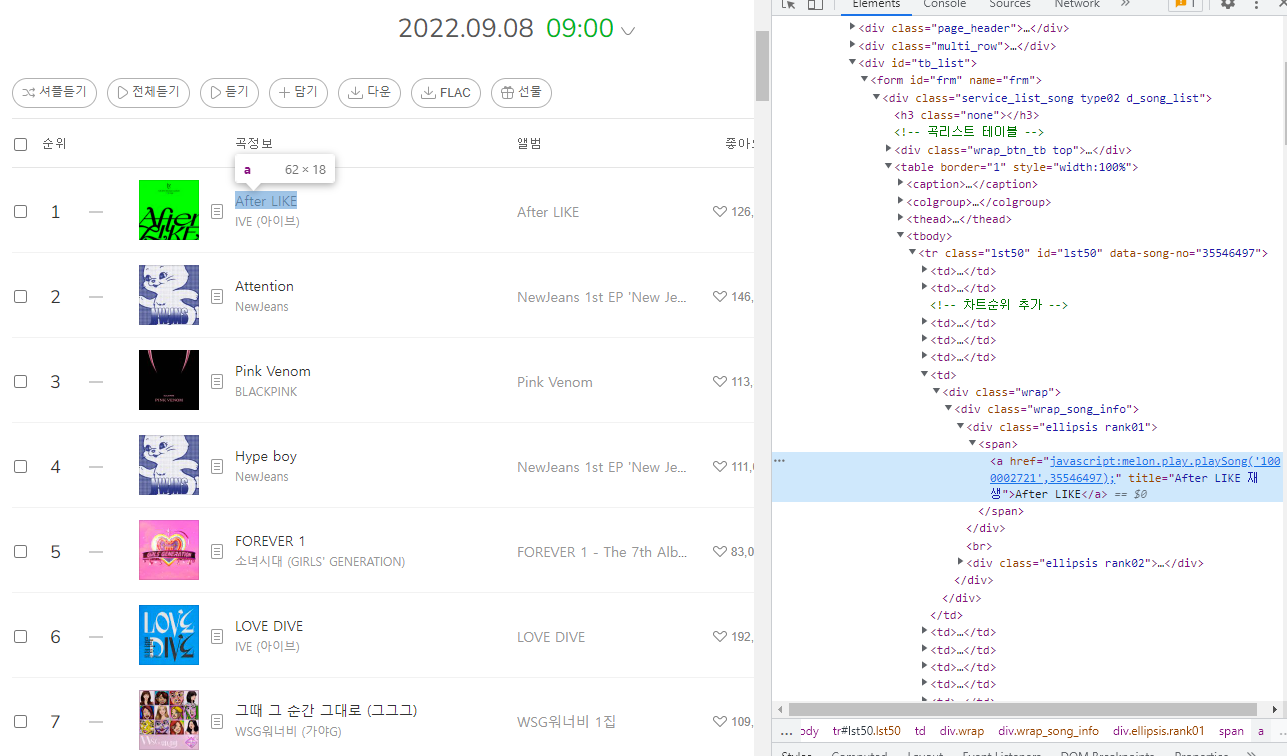 2022.09.08 09:00
셔플듣기 전체듣기 듣기 담기 다운 FLAC 선물
순위 곡정보 앨범 좋아요
a 62 × 18
1 After LIKE After LIKE 126,
IVE (아이브)
2 Attention NewJeans 1st EP 'New Je... 146,
NewJeans
3 Pink Venom Pink Venom 113,
BLACKPINK
4 Hype boy NewJeans 1st EP 'New Je... 111,0
NewJeans
5 FOREVER 1 FOREVER 1 - The 7th Alb... 83,0
소녀시대 (GIRLS' GENERATION)
6 LOVE DIVE LOVE DIVE 192,
IVE (아이브)
7 그때 그 순간 그대로 (그그그) WSG워너비 1집 109,
WSG워너비 (가야G)
Elements Console Sources Network » 1
<div class="page_header">…</div>
<div class="multi_row">…</div>
<div id="tb_list">
<form id="frm" name="frm">
<div class="service_list_song type02 d_song_list">
<h3 class="none"></h3>
<!-- 곡리스트 테이블 -->
<div class="wrap_btn_tb top">…</div>
<table border="1" style="width:100%">
<caption>…</caption>
<colgroup>…</colgroup>
<thead>…</thead>
<tbody>
<tr class="lst50" id="lst50" data-song-no="35546497">
<td>…</td>
<td>…</td>
<!-- 차트순위 추가 -->
<td>…</td>
<td>…</td>
<td>…</td>
<td>
<div class="wrap">
<div class="wrap_song_info">
<div class="ellipsis rank01">
<span>
<a href="javascript:melon.play.playSong('100
0002721',35546497);" title="After LIKE 재
생">After LIKE</a> == $0
</span>
</div>
<br>
<div class="ellipsis rank02">…</div>
</div>
</div>
</td>
<td>…</td>
<td>…</td>
<td>…</td>
<td>…</td>
… ody tr#lst50.lst50 td div.wrap div.wrap_song_info div.ellipsis.rank01 span a
Styles Computed Layout Event Listeners DOM Breakpoints Properties »